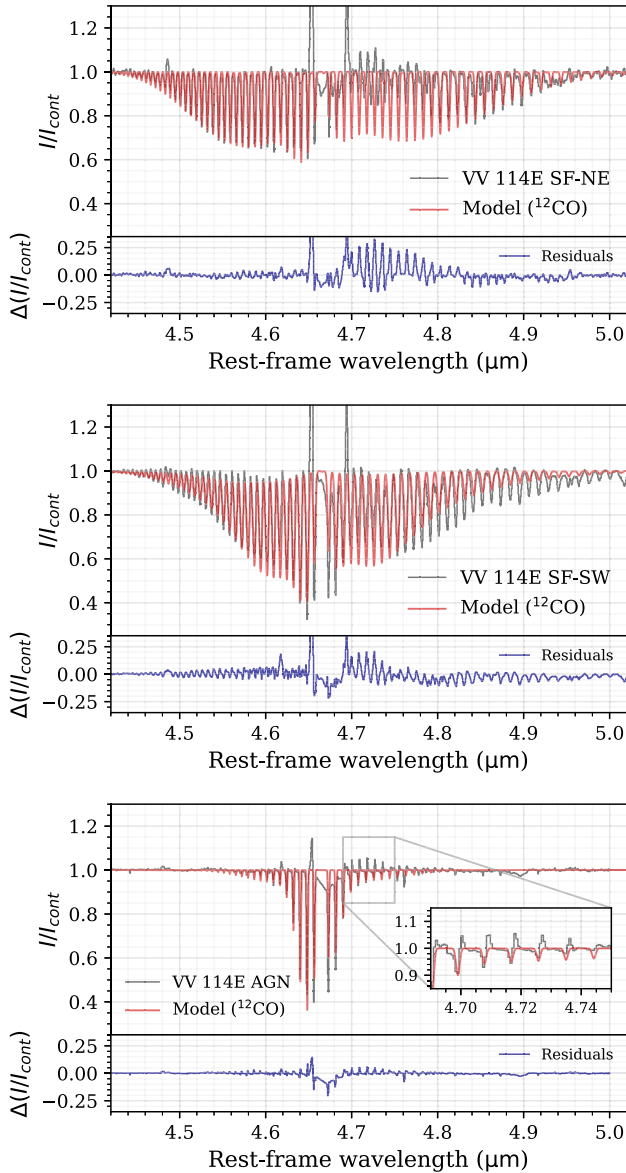 1.2
1.0
0.8
0.6
0.4
I/I_cont
VV 114E SF-NE
Model (¹²CO)
0.25
0.00
−0.25
Δ(I/I_cont)
Residuals
4.5 4.6 4.7 4.8 4.9 5.0
Rest-frame wavelength (μm)
1.2
1.0
0.8
0.6
0.4
I/I_cont
VV 114E SF-SW
Model (¹²CO)
0.25
0.00
−0.25
Δ(I/I_cont)
Residuals
4.5 4.6 4.7 4.8 4.9 5.0
Rest-frame wavelength (μm)
1.2
1.0
0.8
0.6
0.4
I/I_cont
VV 114E AGN
Model (¹²CO)
1.1
1.0
0.9
4.70 4.72 4.74
0.25
0.00
−0.25
Δ(I/I_cont)
Residuals
4.5 4.6 4.7 4.8 4.9 5.0
Rest-frame wavelength (μm)